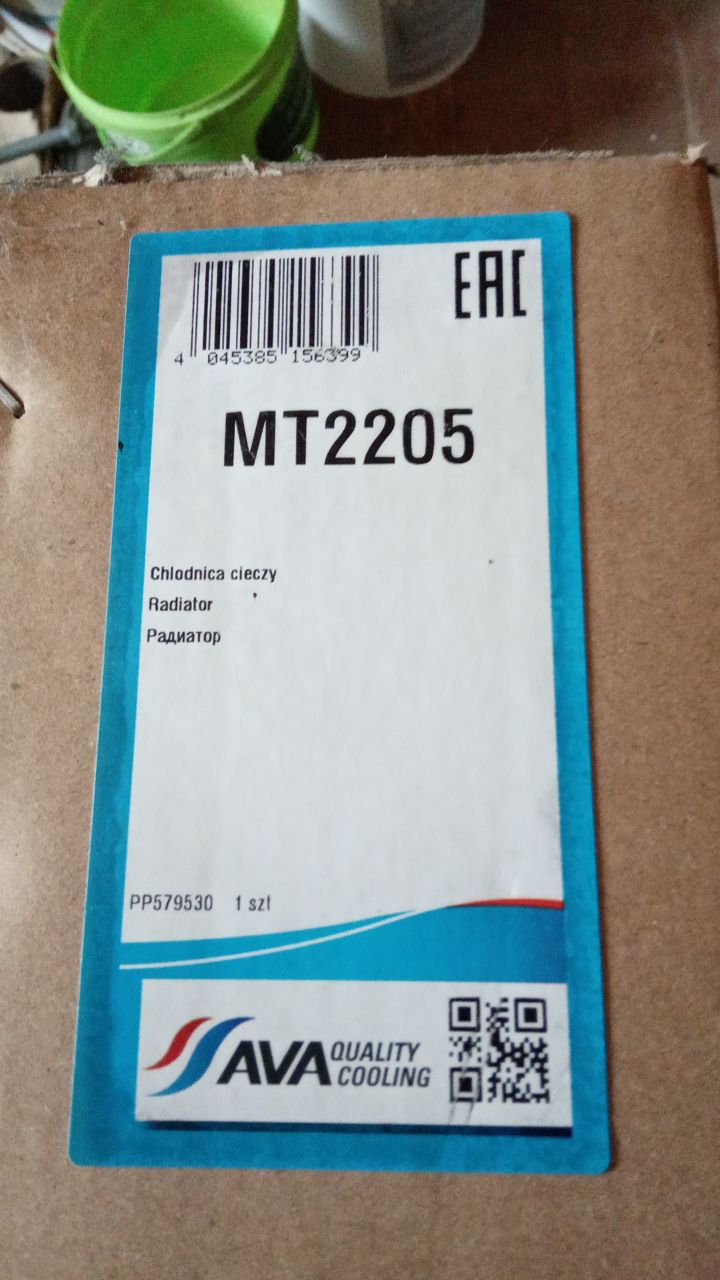 EAC
4 045385 156399
MT2205
Chlodnica cieczy
Radiator
Радиатор
PP579530 1 szt
AVA QUALITY
COOLING